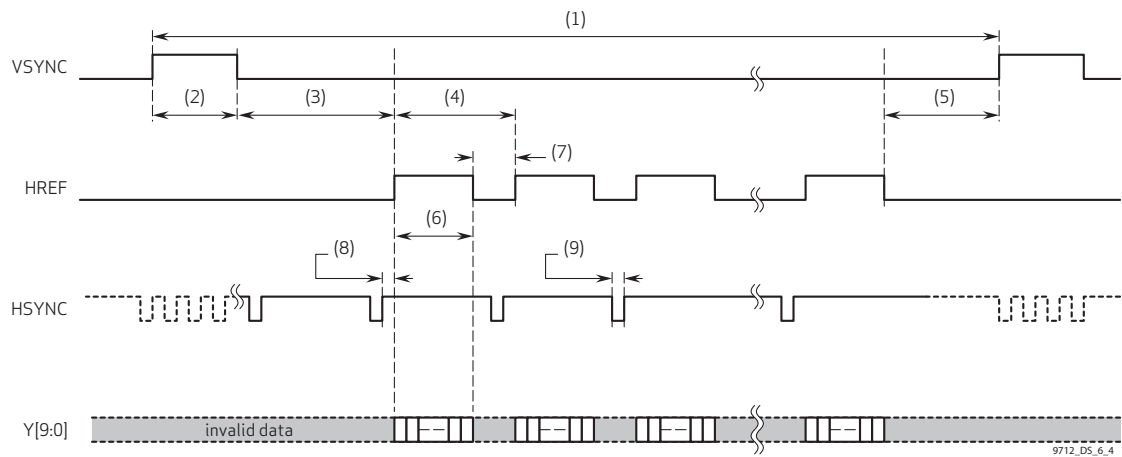 (1)
VSYNC
(2)
(3)
(4)
(5)
(7)
HREF
(6)
(8)
(9)
HSYNC
Y[9:0]
invalid data
9712_DS_6_4